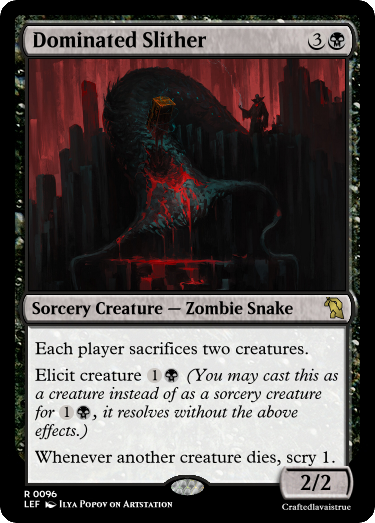 Dominated Slither 3
Sorcery Creature — Zombie Snake
Each player sacrifices two creatures.
Elicit creature 1 (You may cast this as
a creature instead of as a sorcery creature
for 1 , it resolves without the above
effects.)
Whenever another creature dies, scry 1.
2/2
R 0096
LEF Ilya Popov on Artstation
Craftedlavaistrue